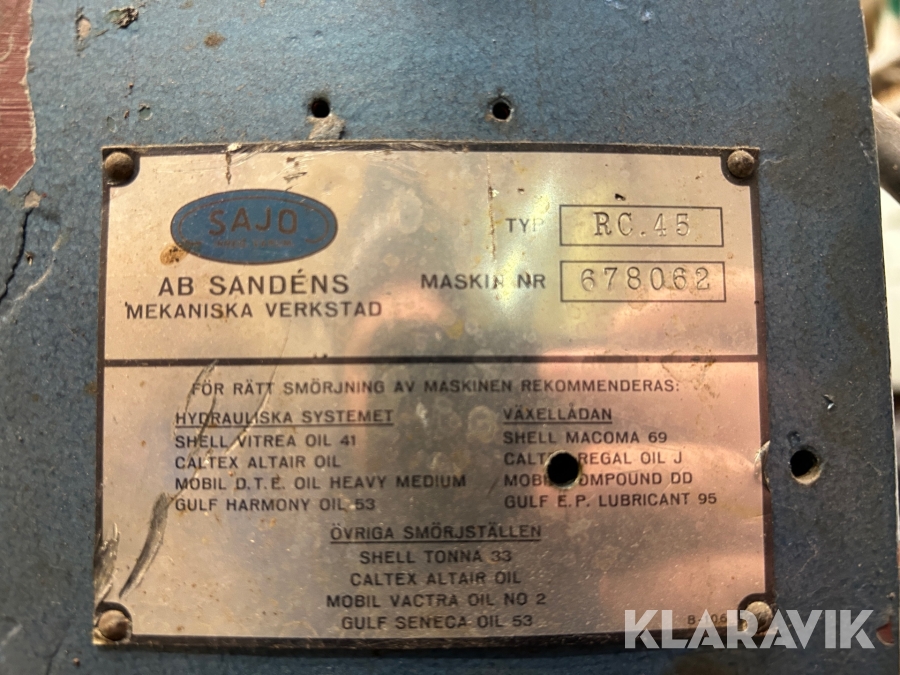 SAJO
TYP RC.45
AB SANDÉNS
MEKANISKA VERKSTAD
MASKIN NR 678062
FÖR RÄTT SMÖRJNING AV MASKINEN REKOMMENDERAS:
HYDRAULISKA SYSTEMET
SHELL VITREA OIL 41
CALTEX ALTAIR OIL
MOBIL D.T.E. OIL HEAVY MEDIUM
GULF HARMONY OIL 53
VÄXELLÅDAN
SHELL MACOMA 69
CALTEX REGAL OIL J
MOBIL COMPOUND DD
GULF E.P. LUBRICANT 95
ÖVRIGA SMÖRJSTÄLLEN
SHELL TONNA 33
CALTEX ALTAIR OIL
MOBIL VACTRA OIL NO 2
GULF SENECA OIL 53
KLARAVIK